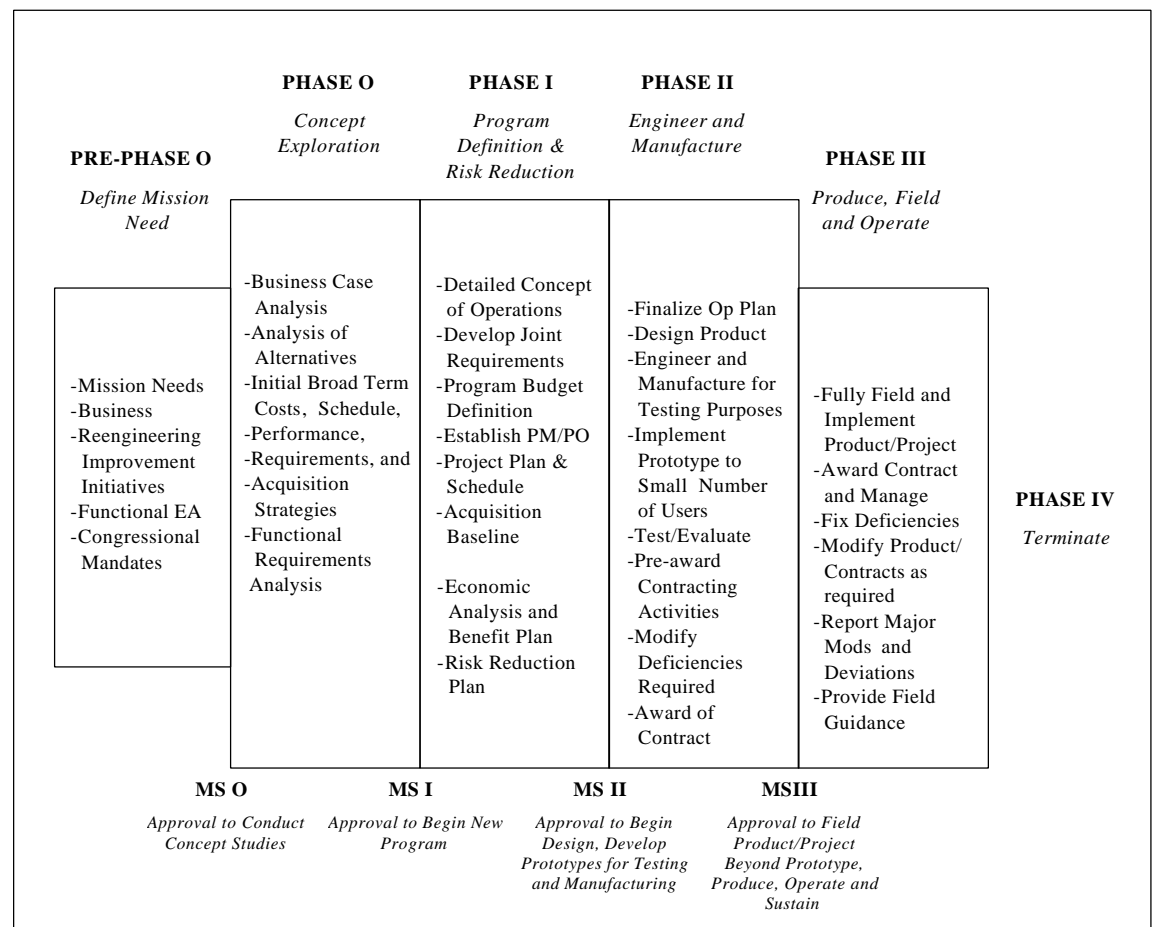 PRE-PHASE O
Define Mission
Need
-Mission Needs
-Business
-Reengineering
Improvement
Initiatives
-Functional EA
-Congressional
Mandates
PHASE O
Concept
Exploration
-Business Case
Analysis
-Analysis of
Alternatives
-Initial Broad Term
Costs, Schedule,
-Performance,
-Requirements, and
-Acquisition
Strategies
-Functional
Requirements
Analysis
PHASE I
Program
Definition &
Risk Reduction
-Detailed Concept
of Operations
-Develop Joint
Requirements
-Program Budget
Definition
-Establish PM/PO
-Project Plan &
Schedule
-Acquisition
Baseline
-Economic
Analysis and
Benefit Plan
-Risk Reduction
Plan
PHASE II
Engineer and
Manufacture
-Finalize Op Plan
-Design Product
-Engineer and
Manufacture for
Testing Purposes
-Implement
Prototype to
Small Number
of Users
-Test/Evaluate
-Pre-award
Contracting
Activities
-Modify
Deficiencies
Required
-Award of
Contract
PHASE III
Produce, Field
and Operate
-Fully Field and
Implement
Product/Project
-Award Contract
and Manage
-Fix Deficiencies
-Modify Product/
Contracts as
required
-Report Major
Mods and
Deviations
-Provide Field
Guidance
PHASE IV
Terminate
MS O
Approval to Conduct
Concept Studies
MS I
Approval to Begin New
Program
MS II
Approval to Begin
Design, Develop
Prototypes for Testing
and Manufacturing
MSIII
Approval to Field
Product/Project
Beyond Prototype,
Produce, Operate and
Sustain